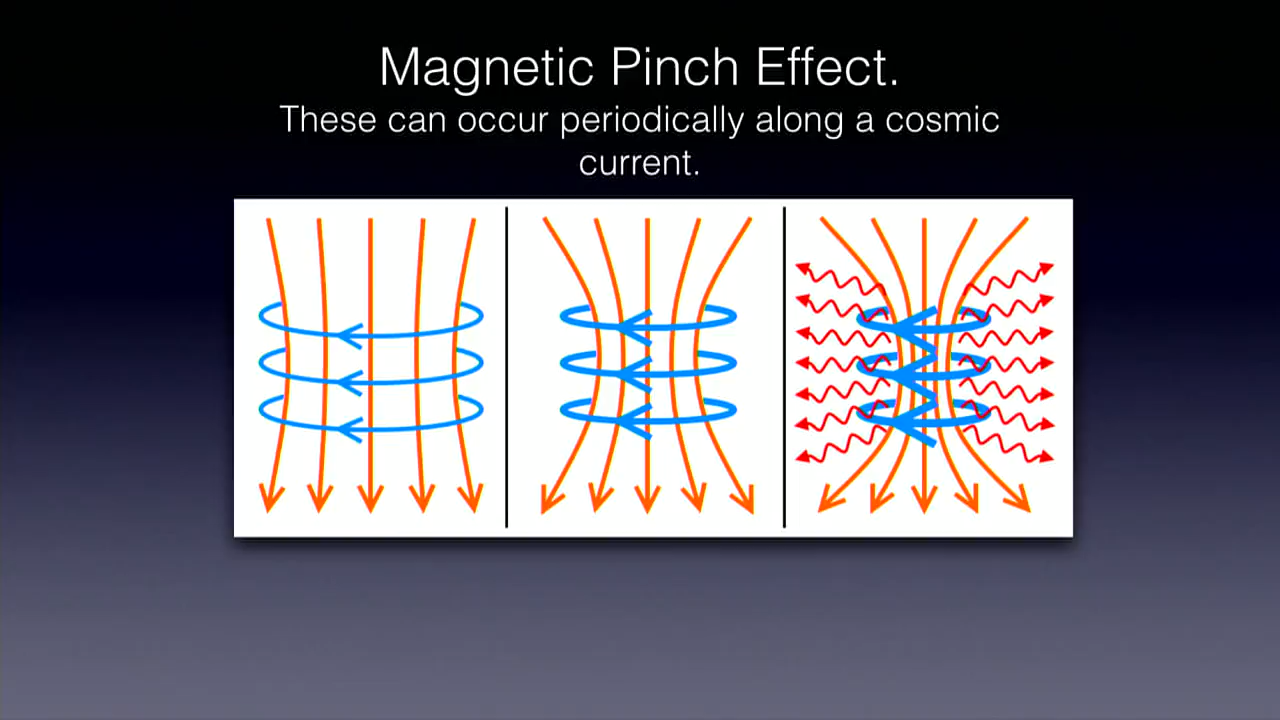 Magnetic Pinch Effect.
These can occur periodically along a cosmic
current.